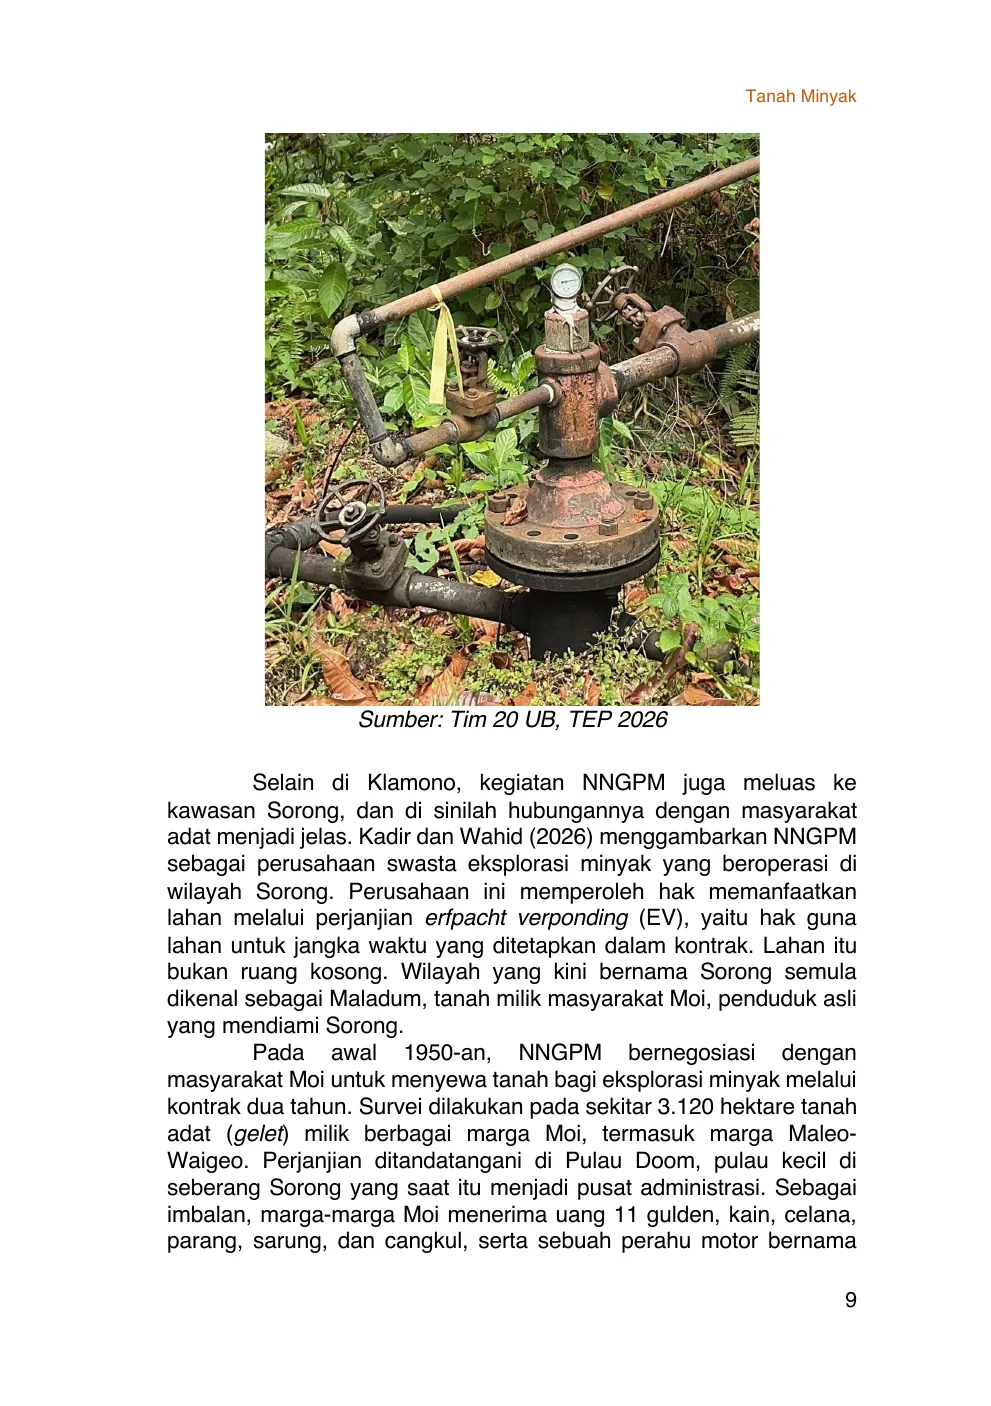 Tanah Minyak
Sumber: Tim 20 UB, TEP 2026
Selain di Klamono, kegiatan NNGPM juga meluas ke
kawasan Sorong, dan di sinilah hubungannya dengan masyarakat
adat menjadi jelas. Kadir dan Wahid (2026) menggambarkan NNGPM
sebagai perusahaan swasta eksplorasi minyak yang beroperasi di
wilayah Sorong. Perusahaan ini memperoleh hak memanfaatkan
lahan melalui perjanjian erfpacht verponding (EV), yaitu hak guna
lahan untuk jangka waktu yang ditetapkan dalam kontrak. Lahan itu
bukan ruang kosong. Wilayah yang kini bernama Sorong semula
dikenal sebagai Maladum, tanah milik masyarakat Moi, penduduk asli
yang mendiami Sorong.
Pada awal 1950-an, NNGPM bernegosiasi dengan
masyarakat Moi untuk menyewa tanah bagi eksplorasi minyak melalui
kontrak dua tahun. Survei dilakukan pada sekitar 3.120 hektare tanah
adat (gelet) milik berbagai marga Moi, termasuk marga Maleo-
Waigeo. Perjanjian ditandatangani di Pulau Doom, pulau kecil di
seberang Sorong yang saat itu menjadi pusat administrasi. Sebagai
imbalan, marga-marga Moi menerima uang 11 gulden, kain, celana,
parang, sarung, dan cangkul, serta sebuah perahu motor bernama
9